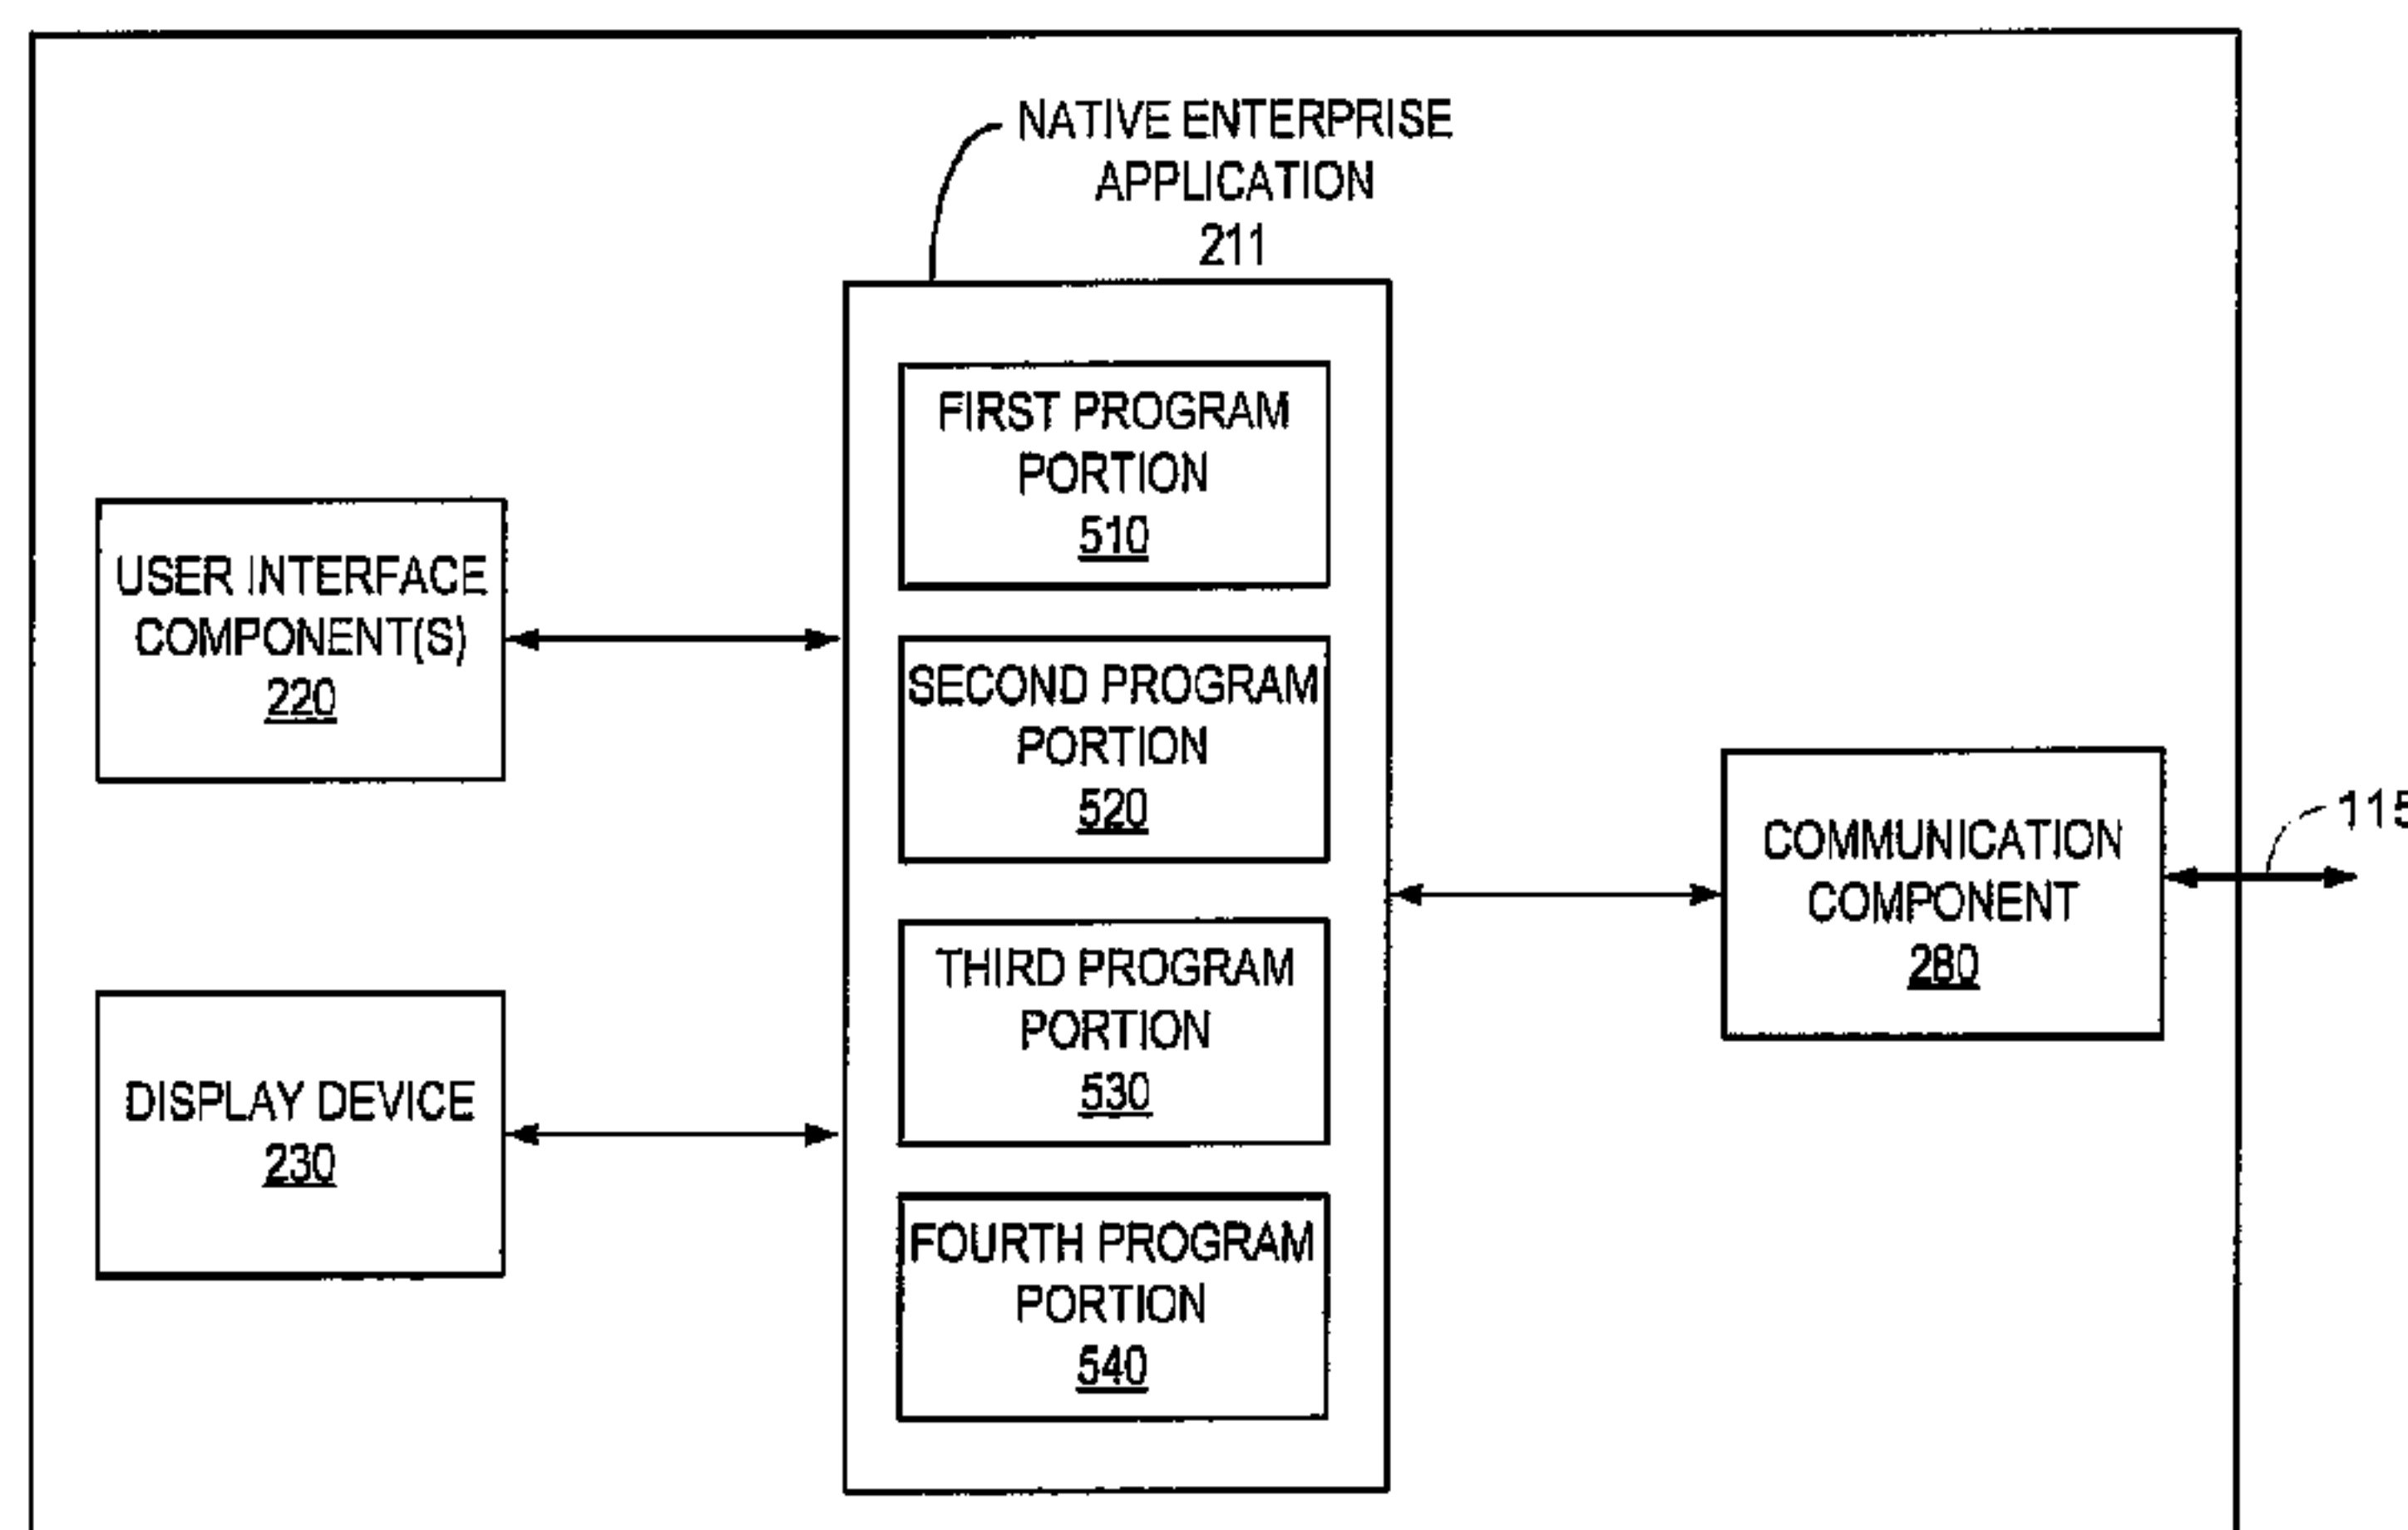 NATIVE ENTERPRISE
APPLICATION
211
FIRST PROGRAM
PORTION
510
USER INTERFACE
COMPONENT(S)
220
SECOND PROGRAM
PORTION
520
COMMUNICATION
COMPONENT
280
115
THIRD PROGRAM
PORTION
530
DISPLAY DEVICE
230
FOURTH PROGRAM
PORTION
540